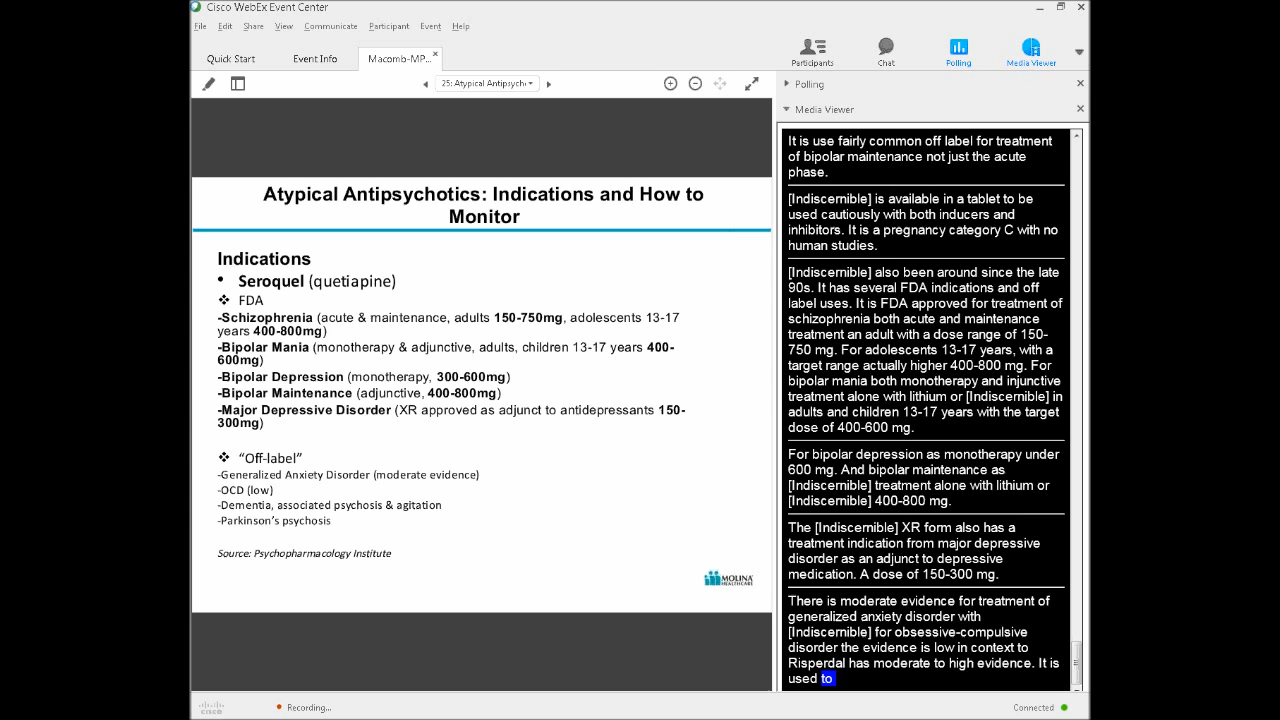 Cisco WebEx Event Center
File Edit Share View Communicate Participant Event Help
Quick Start Event Info Macomb-MP...
Participants Chat Polling Media Viewer
25: Atypical Antipsych
Polling
Media Viewer
Atypical Antipsychotics: Indications and How to
Monitor
Indications
• Seroquel (quetiapine)
❖ FDA
-Schizophrenia (acute & maintenance, adults 150-750mg, adolescents 13-17
years 400-800mg)
-Bipolar Mania (monotherapy & adjunctive, adults, children 13-17 years 400-
600mg)
-Bipolar Depression (monotherapy, 300-600mg)
-Bipolar Maintenance (adjunctive, 400-800mg)
-Major Depressive Disorder (XR approved as adjunct to antidepressants 150-
300mg)
❖ “Off-label”
-Generalized Anxiety Disorder (moderate evidence)
-OCD (low)
-Dementia, associated psychosis & agitation
-Parkinson’s psychosis
Source: Psychopharmacology Institute
MOLINA
HEALTHCARE
It is use fairly common off label for treatment
of bipolar maintenance not just the acute
phase.
[Indiscernible] is available in a tablet to be
used cautiously with both inducers and
inhibitors. It is a pregnancy category C with no
human studies.
[Indiscernible] also been around since the late
90s. It has several FDA indications and off
label uses. It is FDA approved for treatment of
schizophrenia both acute and maintenance
treatment an adult with a dose range of 150-
750 mg. For adolescents 13-17 years, with a
target range actually higher 400-800 mg. For
bipolar mania both monotherapy and injunctive
treatment alone with lithium or [Indiscernible] in
adults and children 13-17 years with the target
dose of 400-600 mg.
For bipolar depression as monotherapy under
600 mg. And bipolar maintenance as
[Indiscernible] treatment alone with lithium or
[Indiscernible] 400-800 mg.
The [Indiscernible] XR form also has a
treatment indication from major depressive
disorder as an adjunct to depressive
medication. A dose of 150-300 mg.
There is moderate evidence for treatment of
generalized anxiety disorder with
[Indiscernible] for obsessive-compulsive
disorder the evidence is low in context to
Risperdal has moderate to high evidence. It is
used to
cisco
Recording...
Connected